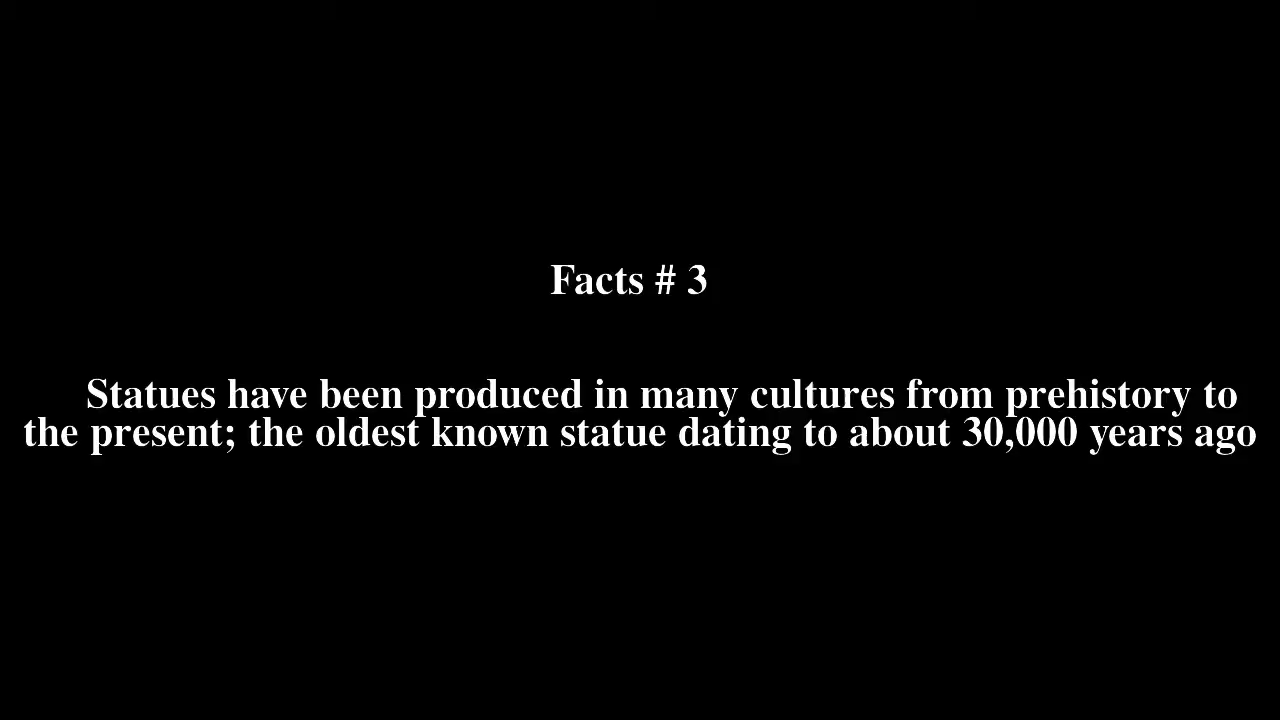 Facts # 3
Statues have been produced in many cultures from prehistory to
the present; the oldest known statue dating to about 30,000 years ago